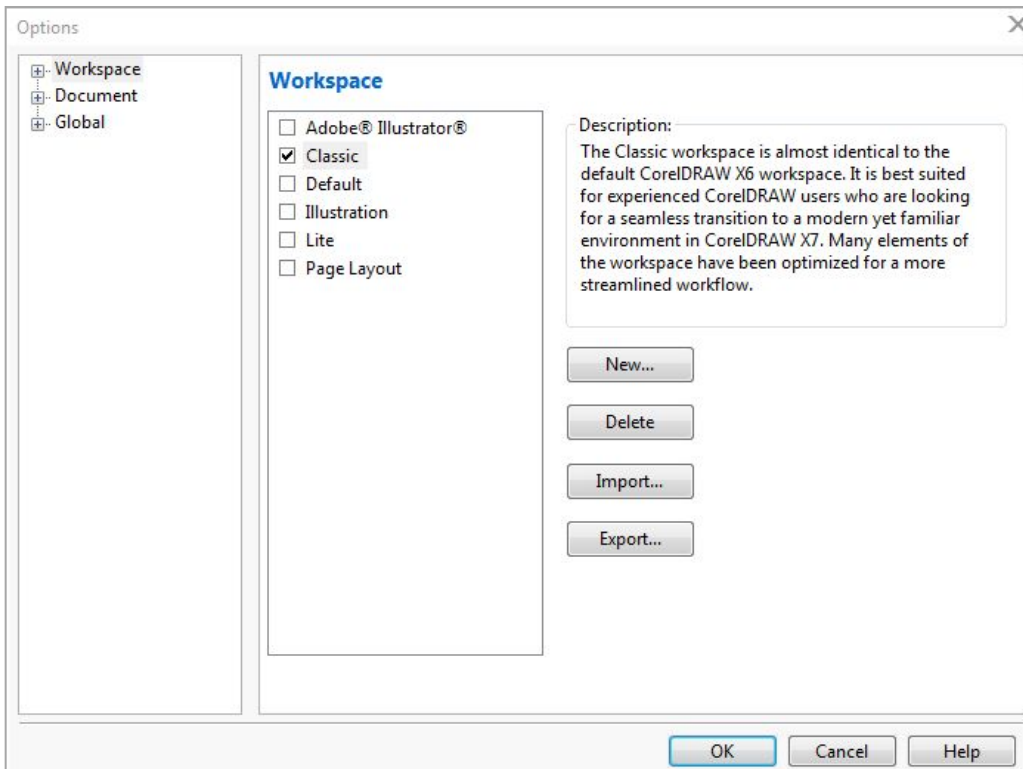 Options
Workspace
Document
Global
Workspace
Adobe® Illustrator®
Classic
Default
Illustration
Lite
Page Layout
Description:
The Classic workspace is almost identical to the
default CorelDRAW X6 workspace. It is best suited
for experienced CorelDRAW users who are looking
for a seamless transition to a modern yet familiar
environment in CorelDRAW X7. Many elements of
the workspace have been optimized for a more
streamlined workflow.
New...
Delete
Import...
Export...
OK
Cancel
Help